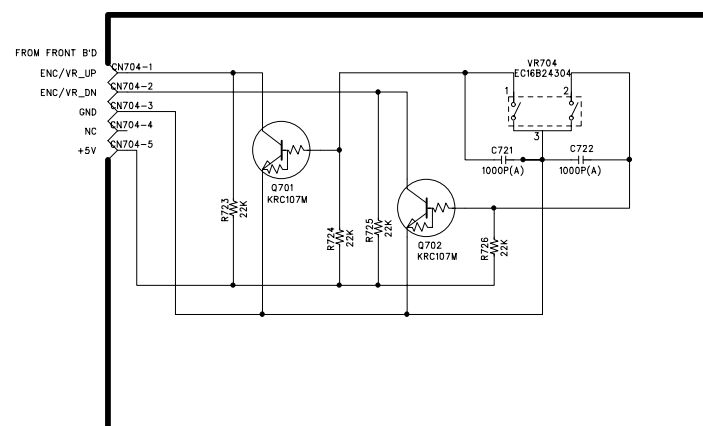 FROM FRONT B'D
CN704-1
ENC/VR_UP
CN704-2
ENC/VR_DN
CN704-3
GND
CN704-4
NC
CN704-5
+5V
VR704
EC16B24304
1
2
3
C721
1000P(A)
C722
1000P(A)
Q701
KRC107M
Q702
KRC107M
R723
22K
R724
22K
R725
22K
R726
22K